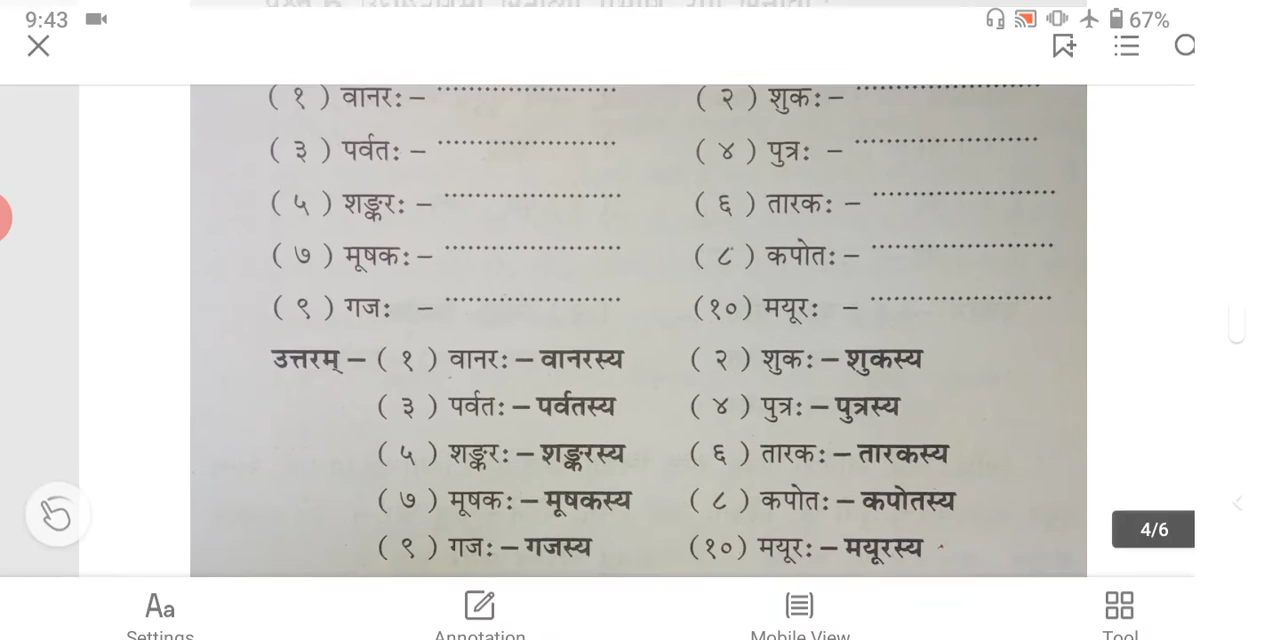 9:43 67%
( १ ) वानरः – .......................... ( २ ) शुकः – ..........................
( ३ ) पर्वतः – .......................... ( ४ ) पुत्रः – ..........................
( ५ ) शङ्करः – .......................... ( ६ ) तारकः – ..........................
( ७ ) मूषकः – .......................... ( ८ ) कपोतः – ..........................
( ९ ) गजः – .......................... (१०) मयूरः – ..........................
उत्तरम् – ( १ ) वानरः – वानरस्य ( २ ) शुकः – शुकस्य
( ३ ) पर्वतः – पर्वतस्य ( ४ ) पुत्रः – पुत्रस्य
( ५ ) शङ्करः – शङ्करस्य ( ६ ) तारकः – तारकस्य
( ७ ) मूषकः – मूषकस्य ( ८ ) कपोतः – कपोतस्य
( ९ ) गजः – गजस्य (१०) मयूरः – मयूरस्य
4/6
Aa
Settings Annotation Mobile View Tool